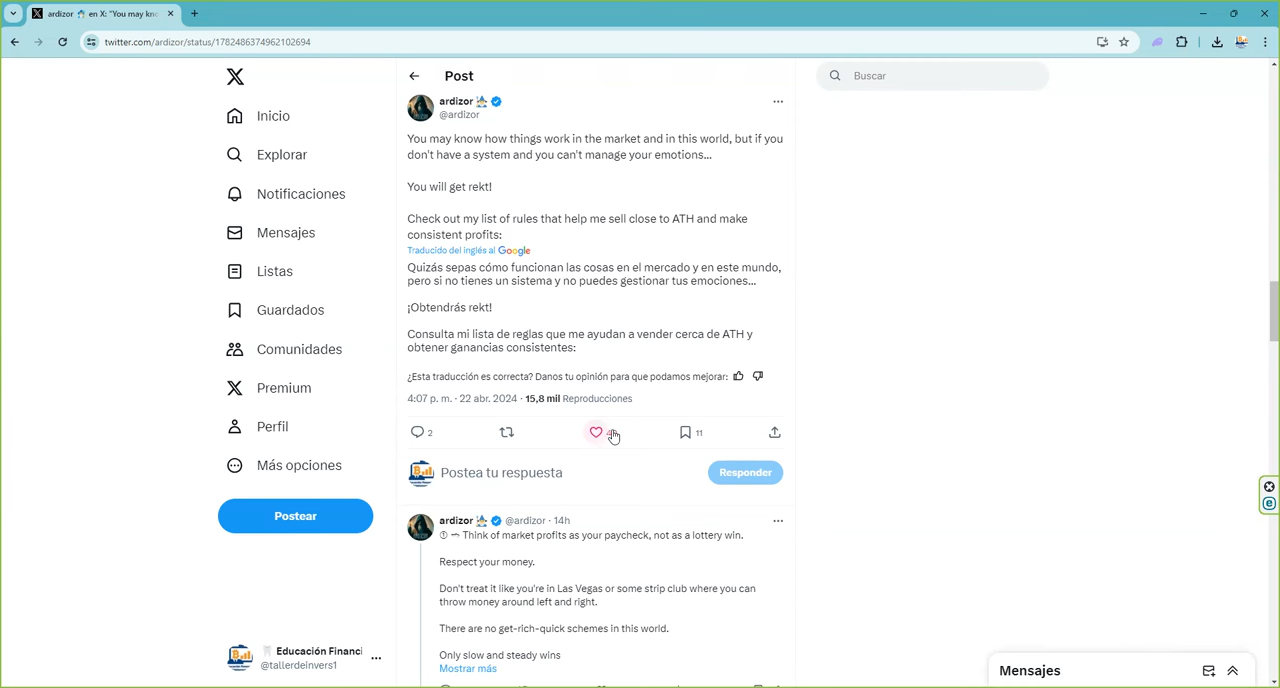 ardizor en X: "You may kno
twitter.com/ardizor/status/1782486374962102694
Inicio
Explorar
Notificaciones
Mensajes
Listas
Guardados
Comunidades
Premium
Perfil
Más opciones
Postear
Educación Financi
@tallerdeinvers1
Post
ardizor
@ardizor
You may know how things work in the market and in this world, but if you
don't have a system and you can't manage your emotions...
You will get rekt!
Check out my list of rules that help me sell close to ATH and make
consistent profits:
Traducido del inglés al Google
Quizás sepas cómo funcionan las cosas en el mercado y en este mundo,
pero si no tienes un sistema y no puedes gestionar tus emociones...
¡Obtendrás rekt!
Consulta mi lista de reglas que me ayudan a vender cerca de ATH y
obtener ganancias consistentes:
¿Esta traducción es correcta? Danos tu opinión para que podamos mejorar:
4:07 p. m. · 22 abr. 2024 · 15,8 mil Reproducciones
2
11
Postea tu respuesta
Responder
ardizor @ardizor · 14h
Think of market profits as your paycheck, not as a lottery win.
Respect your money.
Don't treat it like you're in Las Vegas or some strip club where you can
throw money around left and right.
There are no get-rich-quick schemes in this world.
Only slow and steady wins
Mostrar más
Buscar
Mensajes